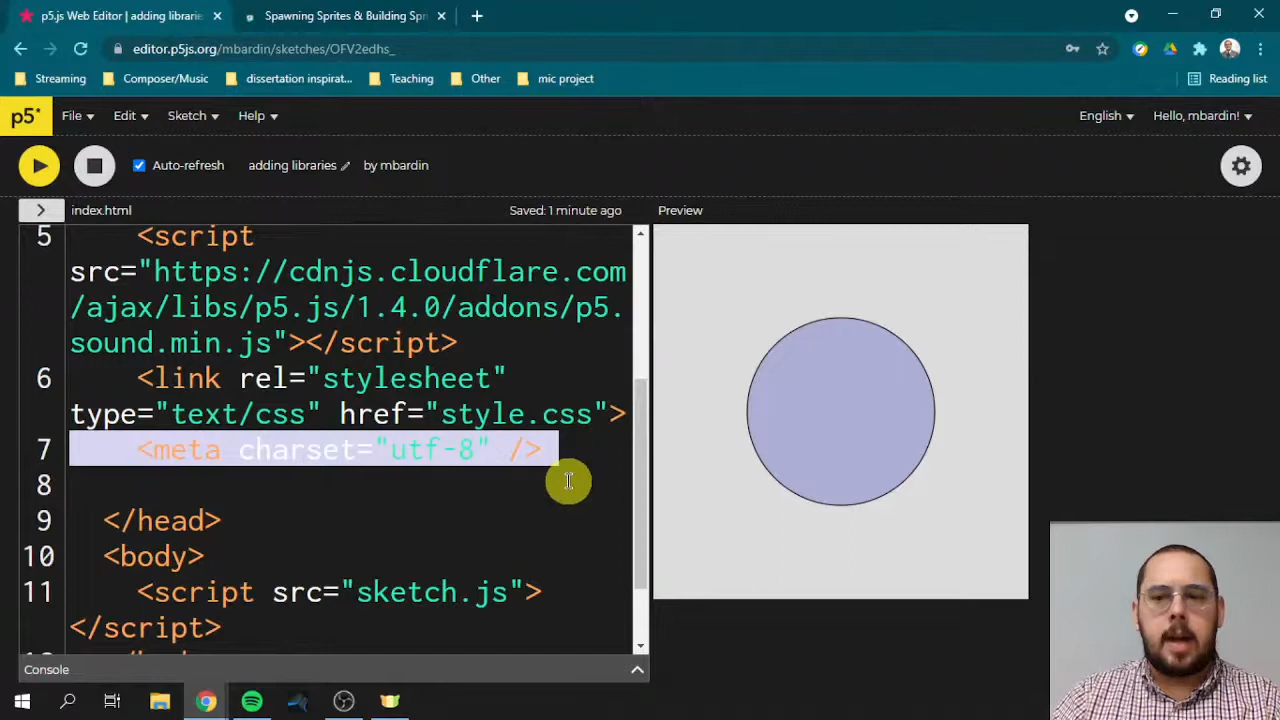 p5.js Web Editor | adding librarie
Spawning Sprites & Building Spr
editor.p5js.org/mbardin/sketches/OFV2edhs_
Streaming
Composer/Music
dissertation inspirat...
Teaching
Other
mic project
Reading list
p5*
File
Edit
Sketch
Help
English
Hello, mbardin!
Auto-refresh
adding libraries
by mbardin
index.html
Saved: 1 minute ago
Preview
5 <script
src="https://cdnjs.cloudflare.com
/ajax/libs/p5.js/1.4.0/addons/p5.
sound.min.js"></script>
6 <link rel="stylesheet"
type="text/css" href="style.css">
7 <meta charset="utf-8" />
8
9 </head>
10 <body>
11 <script src="sketch.js">
</script>
Console